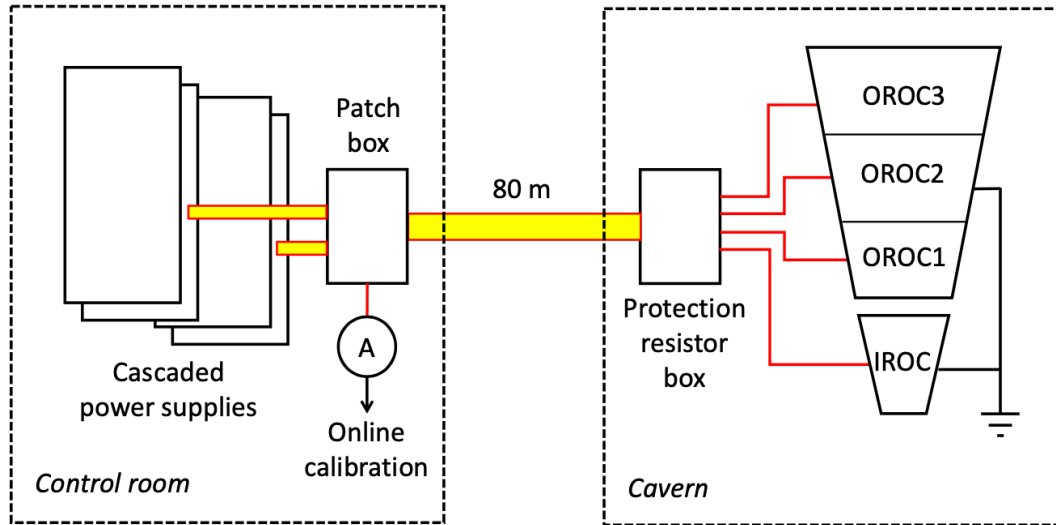 Patch
box
80 m
OROC3
OROC2
OROC1
IROC
A
Cascaded
power supplies
Online
calibration
Protection
resistor
box
Control room
Cavern